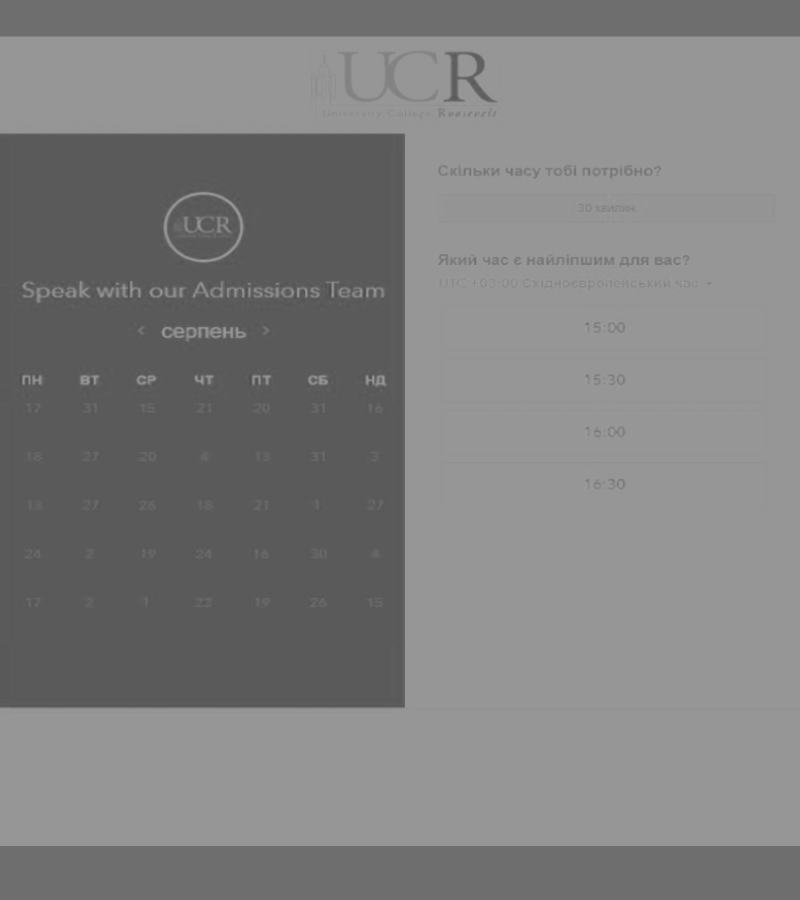 UCR
University College Roosevelt
UCR
Speak with our Admissions Team
< серпень >
ПН ВТ СР ЧТ ПТ СБ НД
17 31 15 21 20 31 16
18 27 20 4 13 31 3
13 27 26 18 21 1 27
24 2 19 24 16 30 4
17 2 1 22 19 26 15
Скільки часу тобі потрібно?
30 хвилин
Який час є найліпшим для вас?
UTC +03:00 Східноєвропейський час
15:00
15:30
16:00
16:30